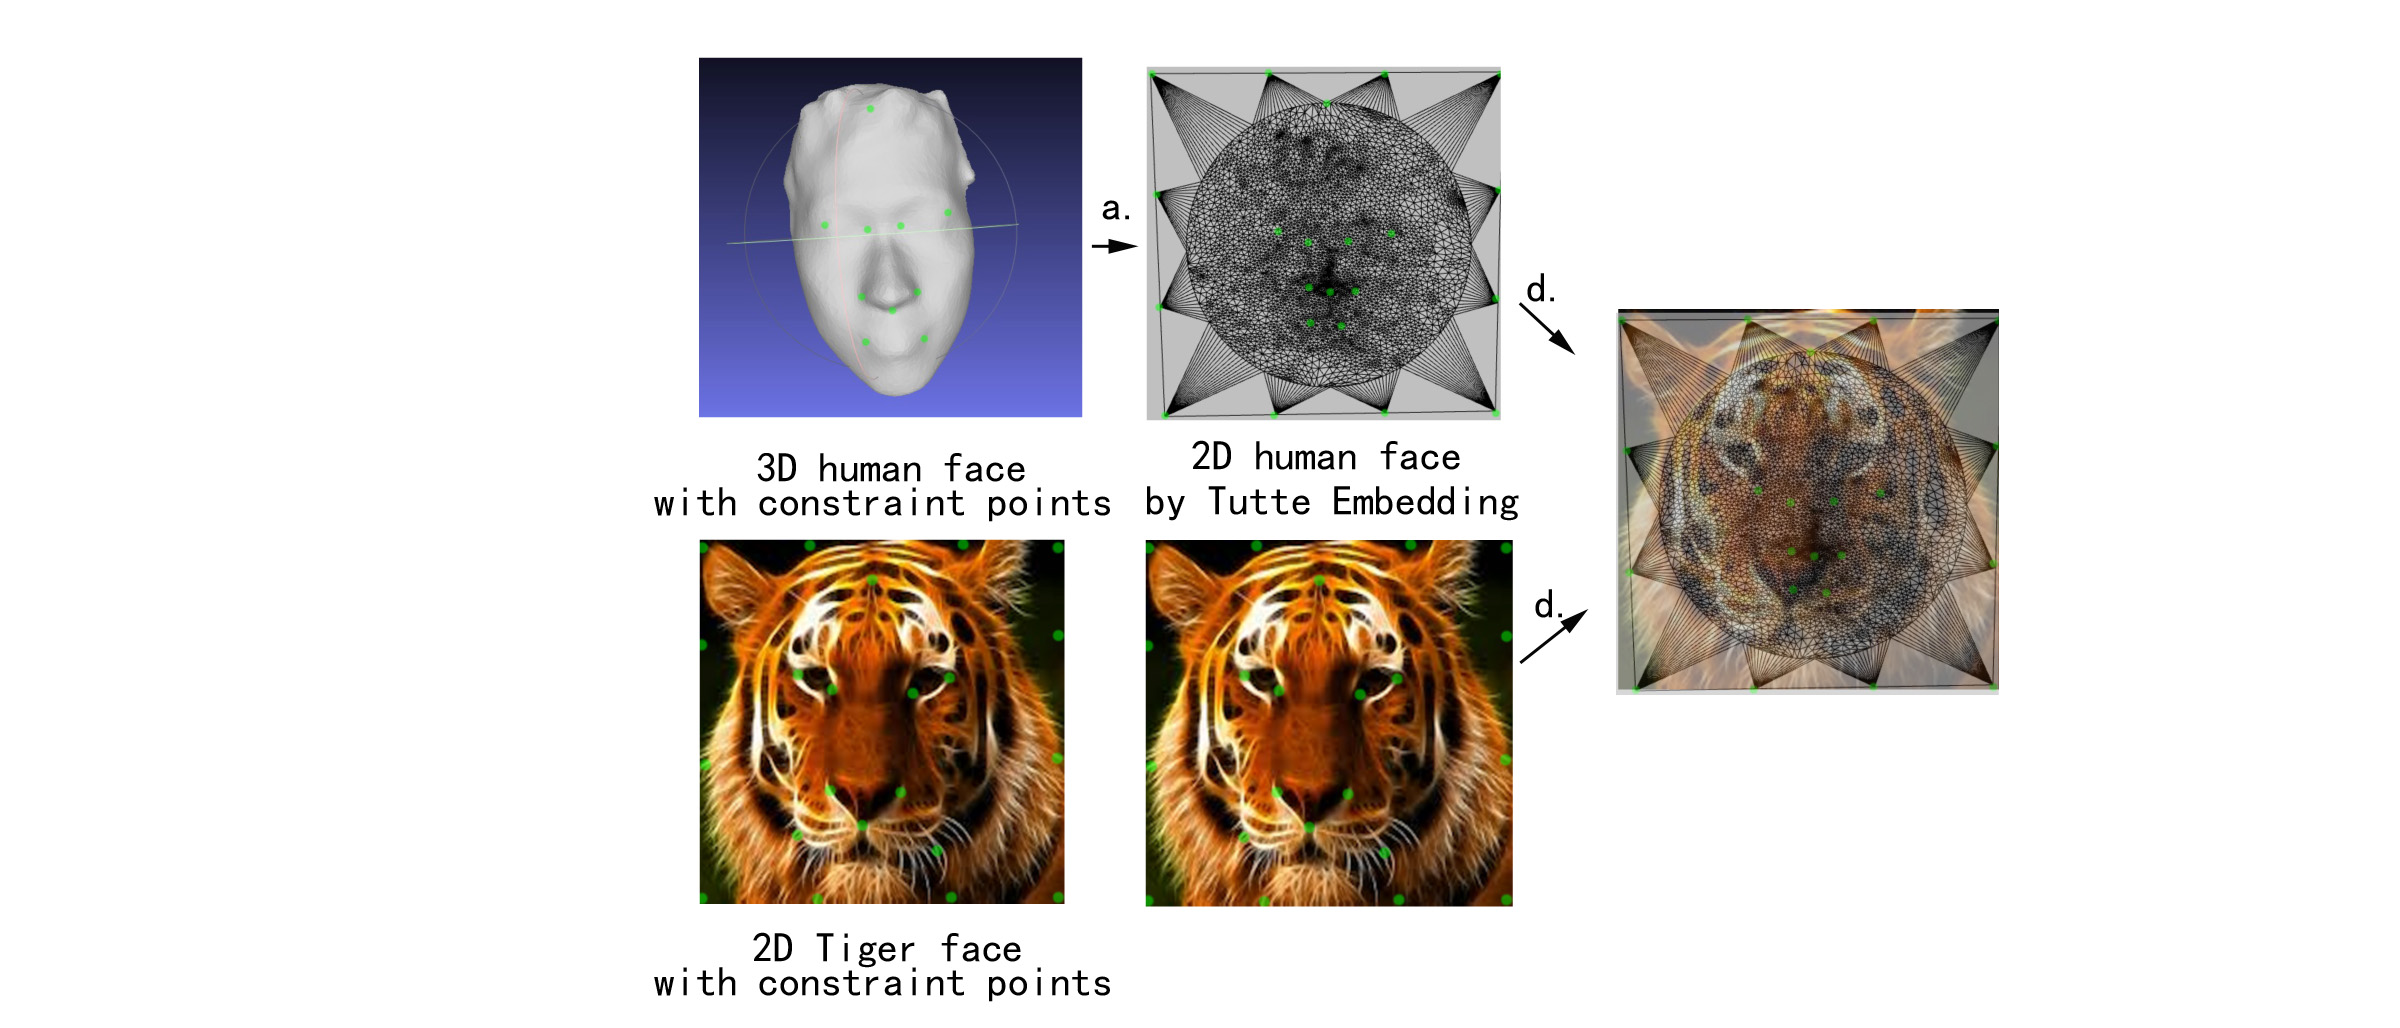 a.
3D human face
with constraint points
2D human face
by Tutte Embedding
d.
d.
2D Tiger face
with constraint points